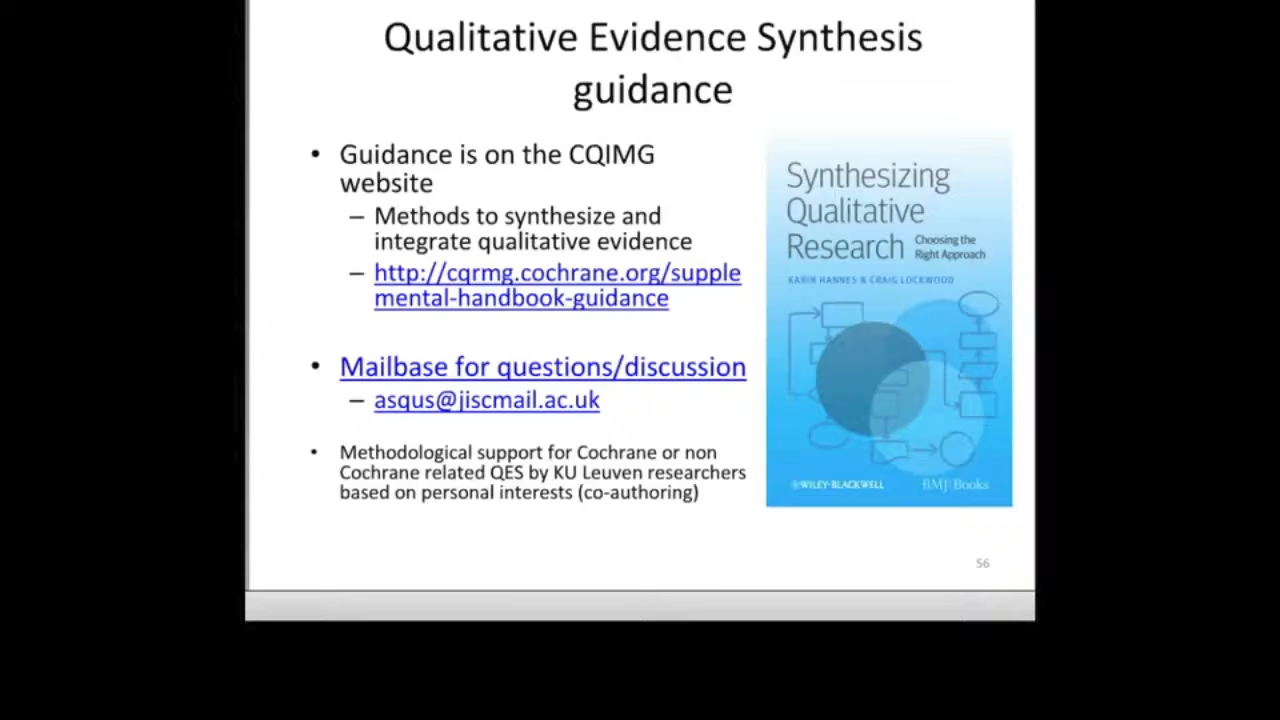 Qualitative Evidence Synthesis
guidance
• Guidance is on the CQIMG
website
– Methods to synthesize and
integrate qualitative evidence
– http://cqrmg.cochrane.org/supple
mental-handbook-guidance
• Mailbase for questions/discussion
– asqus@jiscmail.ac.uk
• Methodological support for Cochrane or non
Cochrane related QES by KU Leuven researchers
based on personal interests (co-authoring)
Synthesizing
Qualitative
Research Choosing the
Right Approach
KARIN HANNES & CRAIG LOCKWOOD
WILEY-BLACKWELL
BMJ|Books
56